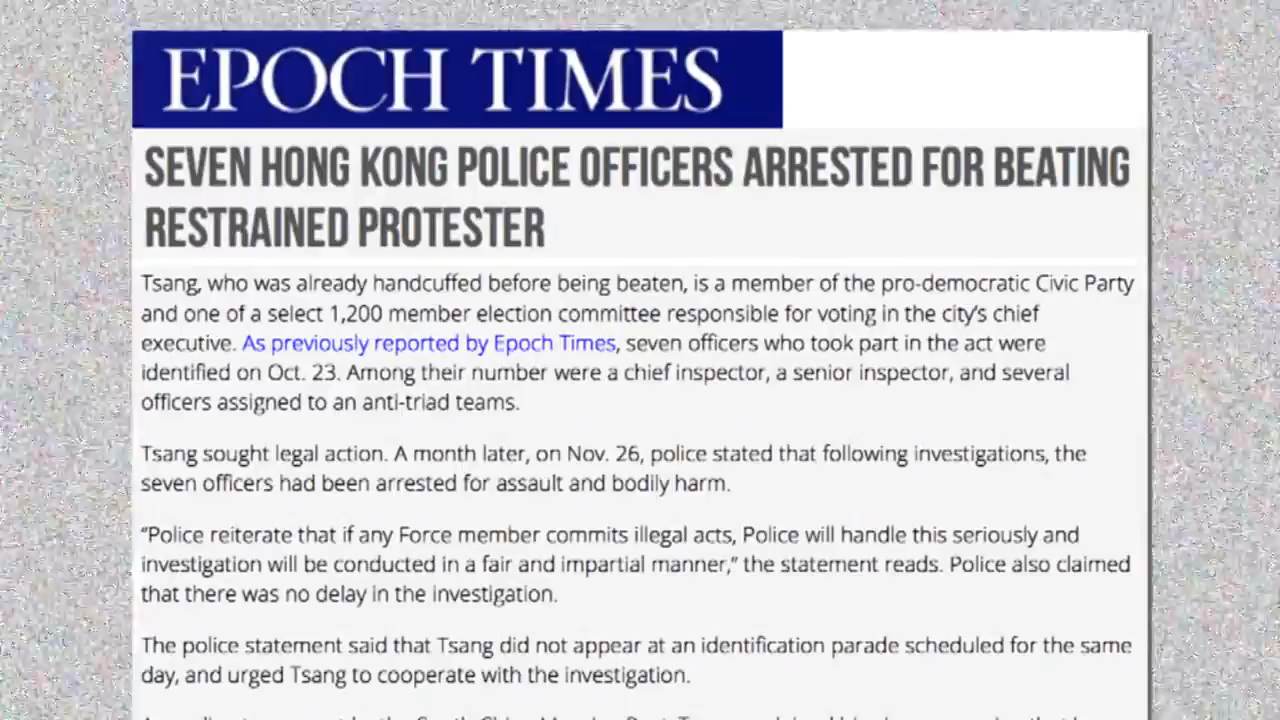 EPOCH TIMES
SEVEN HONG KONG POLICE OFFICERS ARRESTED FOR BEATING
RESTRAINED PROTESTER
Tsang, who was already handcuffed before being beaten, is a member of the pro-democratic Civic Party
and one of a select 1,200 member election committee responsible for voting in the city's chief
executive. As previously reported by Epoch Times, seven officers who took part in the act were
identified on Oct. 23. Among their number were a chief inspector, a senior inspector, and several
officers assigned to an anti-triad teams.
Tsang sought legal action. A month later, on Nov. 26, police stated that following investigations, the
seven officers had been arrested for assault and bodily harm.
“Police reiterate that if any Force member commits illegal acts, Police will handle this seriously and
investigation will be conducted in a fair and impartial manner,” the statement reads. Police also claimed
that there was no delay in the investigation.
The police statement said that Tsang did not appear at an identification parade scheduled for the same
day, and urged Tsang to cooperate with the investigation.